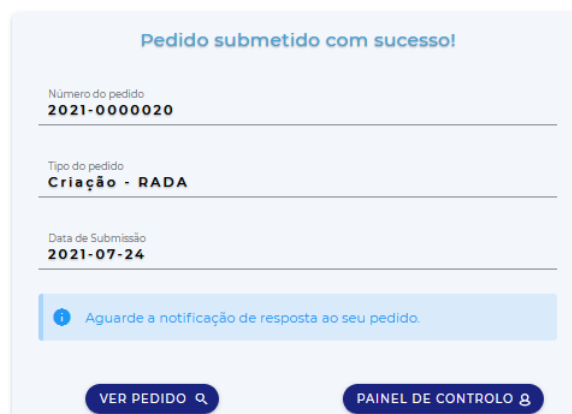 Pedido submetido com sucesso!
Número do pedido
2021-0000020
Tipo do pedido
Criação - RADA
Data de Submissão
2021-07-24
Aguarde a notificação de resposta ao seu pedido.
VER PEDIDO PAINEL DE CONTROLO